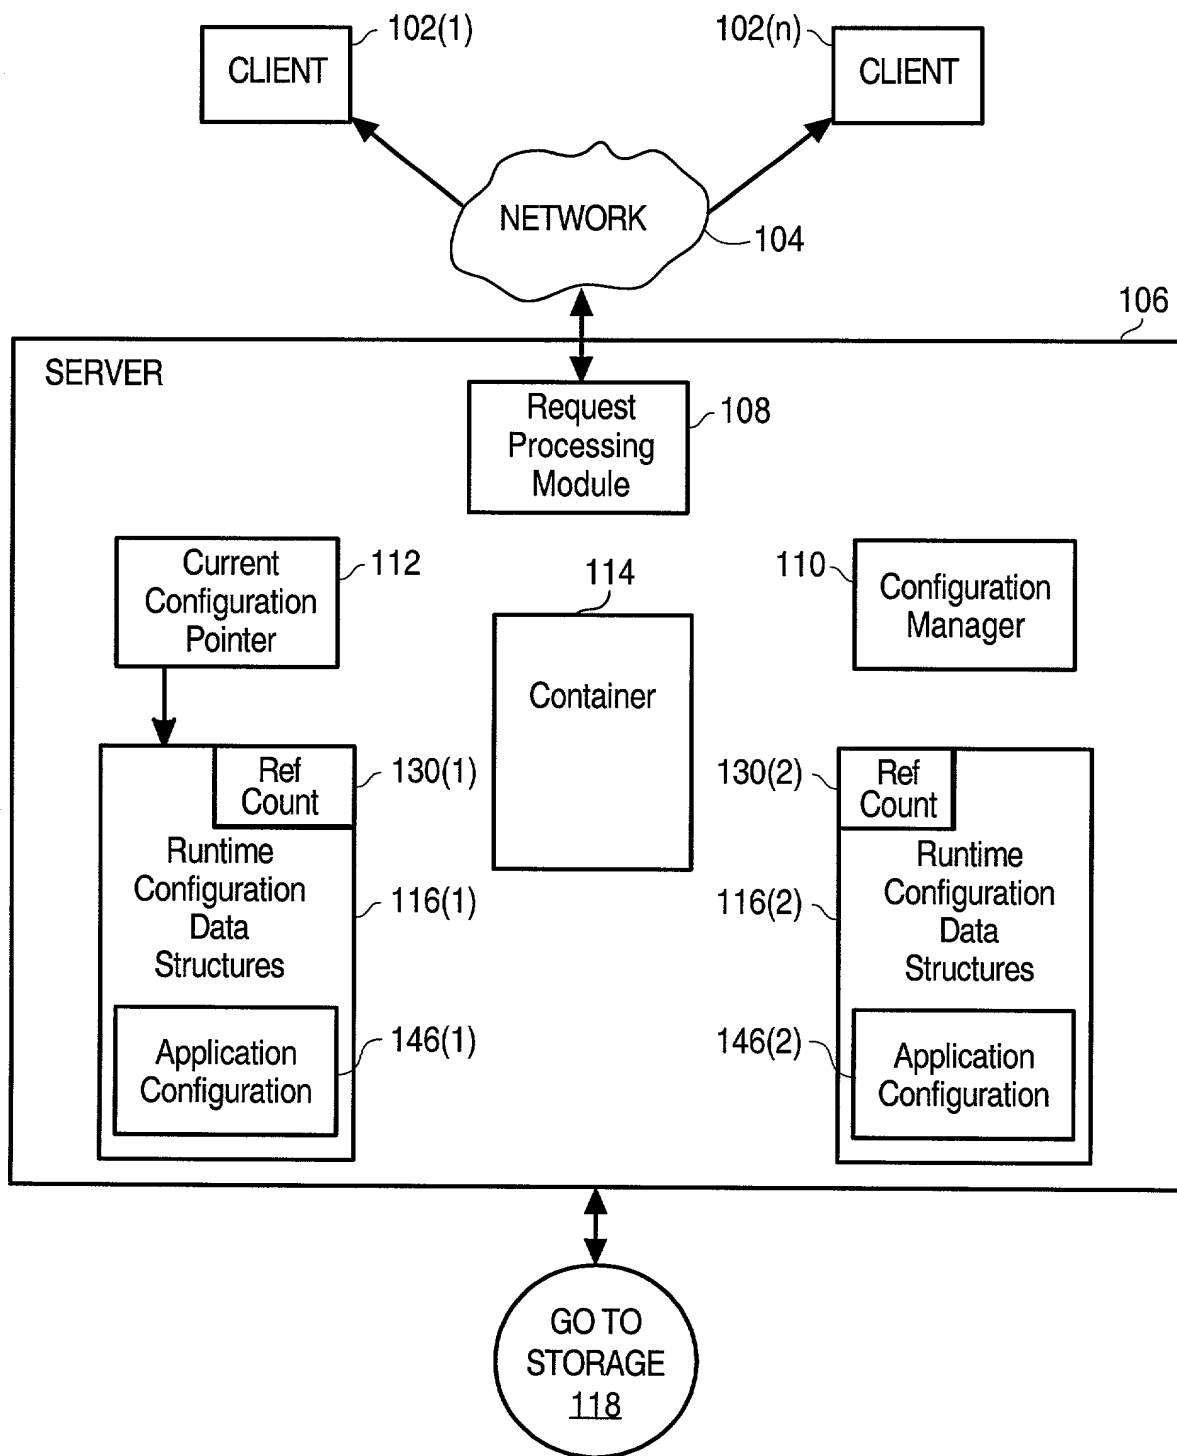 102(1)
102(n)
CLIENT
CLIENT
NETWORK
104
106
SERVER
Request
Processing
Module
108
Current
Configuration
Pointer
112
114
110
Configuration
Manager
Container
Ref
Count
130(1)
130(2)
Ref
Count
Runtime
Configuration
Data
Structures
116(1)
116(2)
Runtime
Configuration
Data
Structures
Application
Configuration
146(1)
146(2)
Application
Configuration
GO TO
STORAGE
118